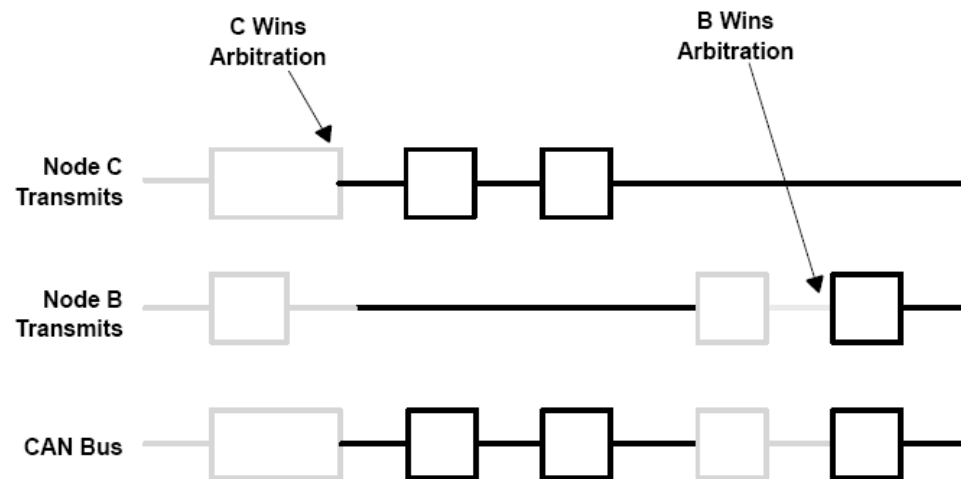 C Wins
Arbitration
B Wins
Arbitration
Node C
Transmits
Node B
Transmits
CAN Bus